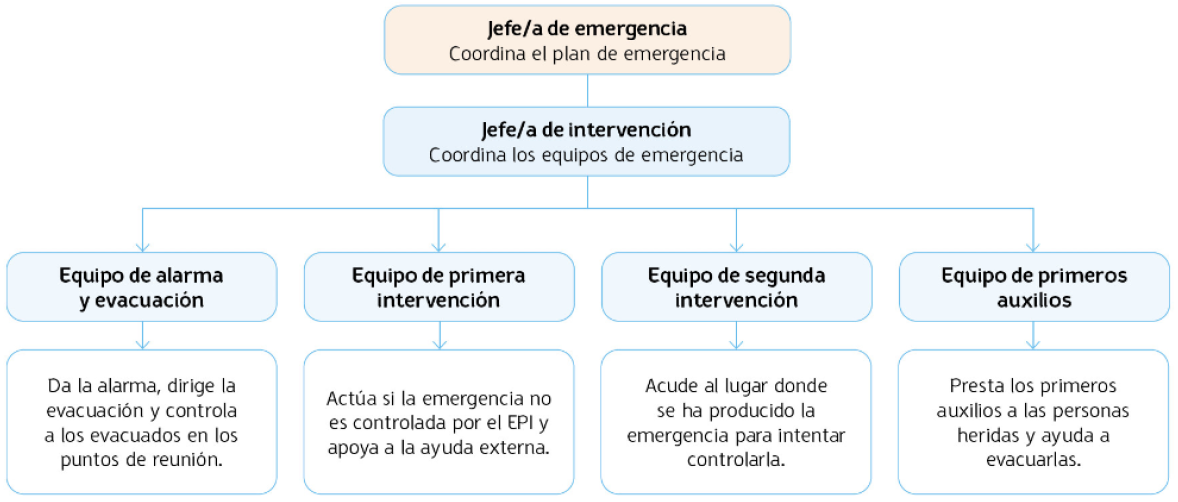 Jefe/a de emergencia
Coordina el plan de emergencia
Jefe/a de intervención
Coordina los equipos de emergencia
Equipo de alarma
y evacuación
Equipo de primera
intervención
Equipo de segunda
intervención
Equipo de primeros
auxilios
Da la alarma, dirige la
evacuación y controla
a los evacuados en los
puntos de reunión.
Actúa si la emergencia no
es controlada por el EPI y
apoya a la ayuda externa.
Acude al lugar donde
se ha producido la
emergencia para intentar
controlarla.
Presta los primeros
auxilios a las personas
heridas y ayuda a
evacuarlas.